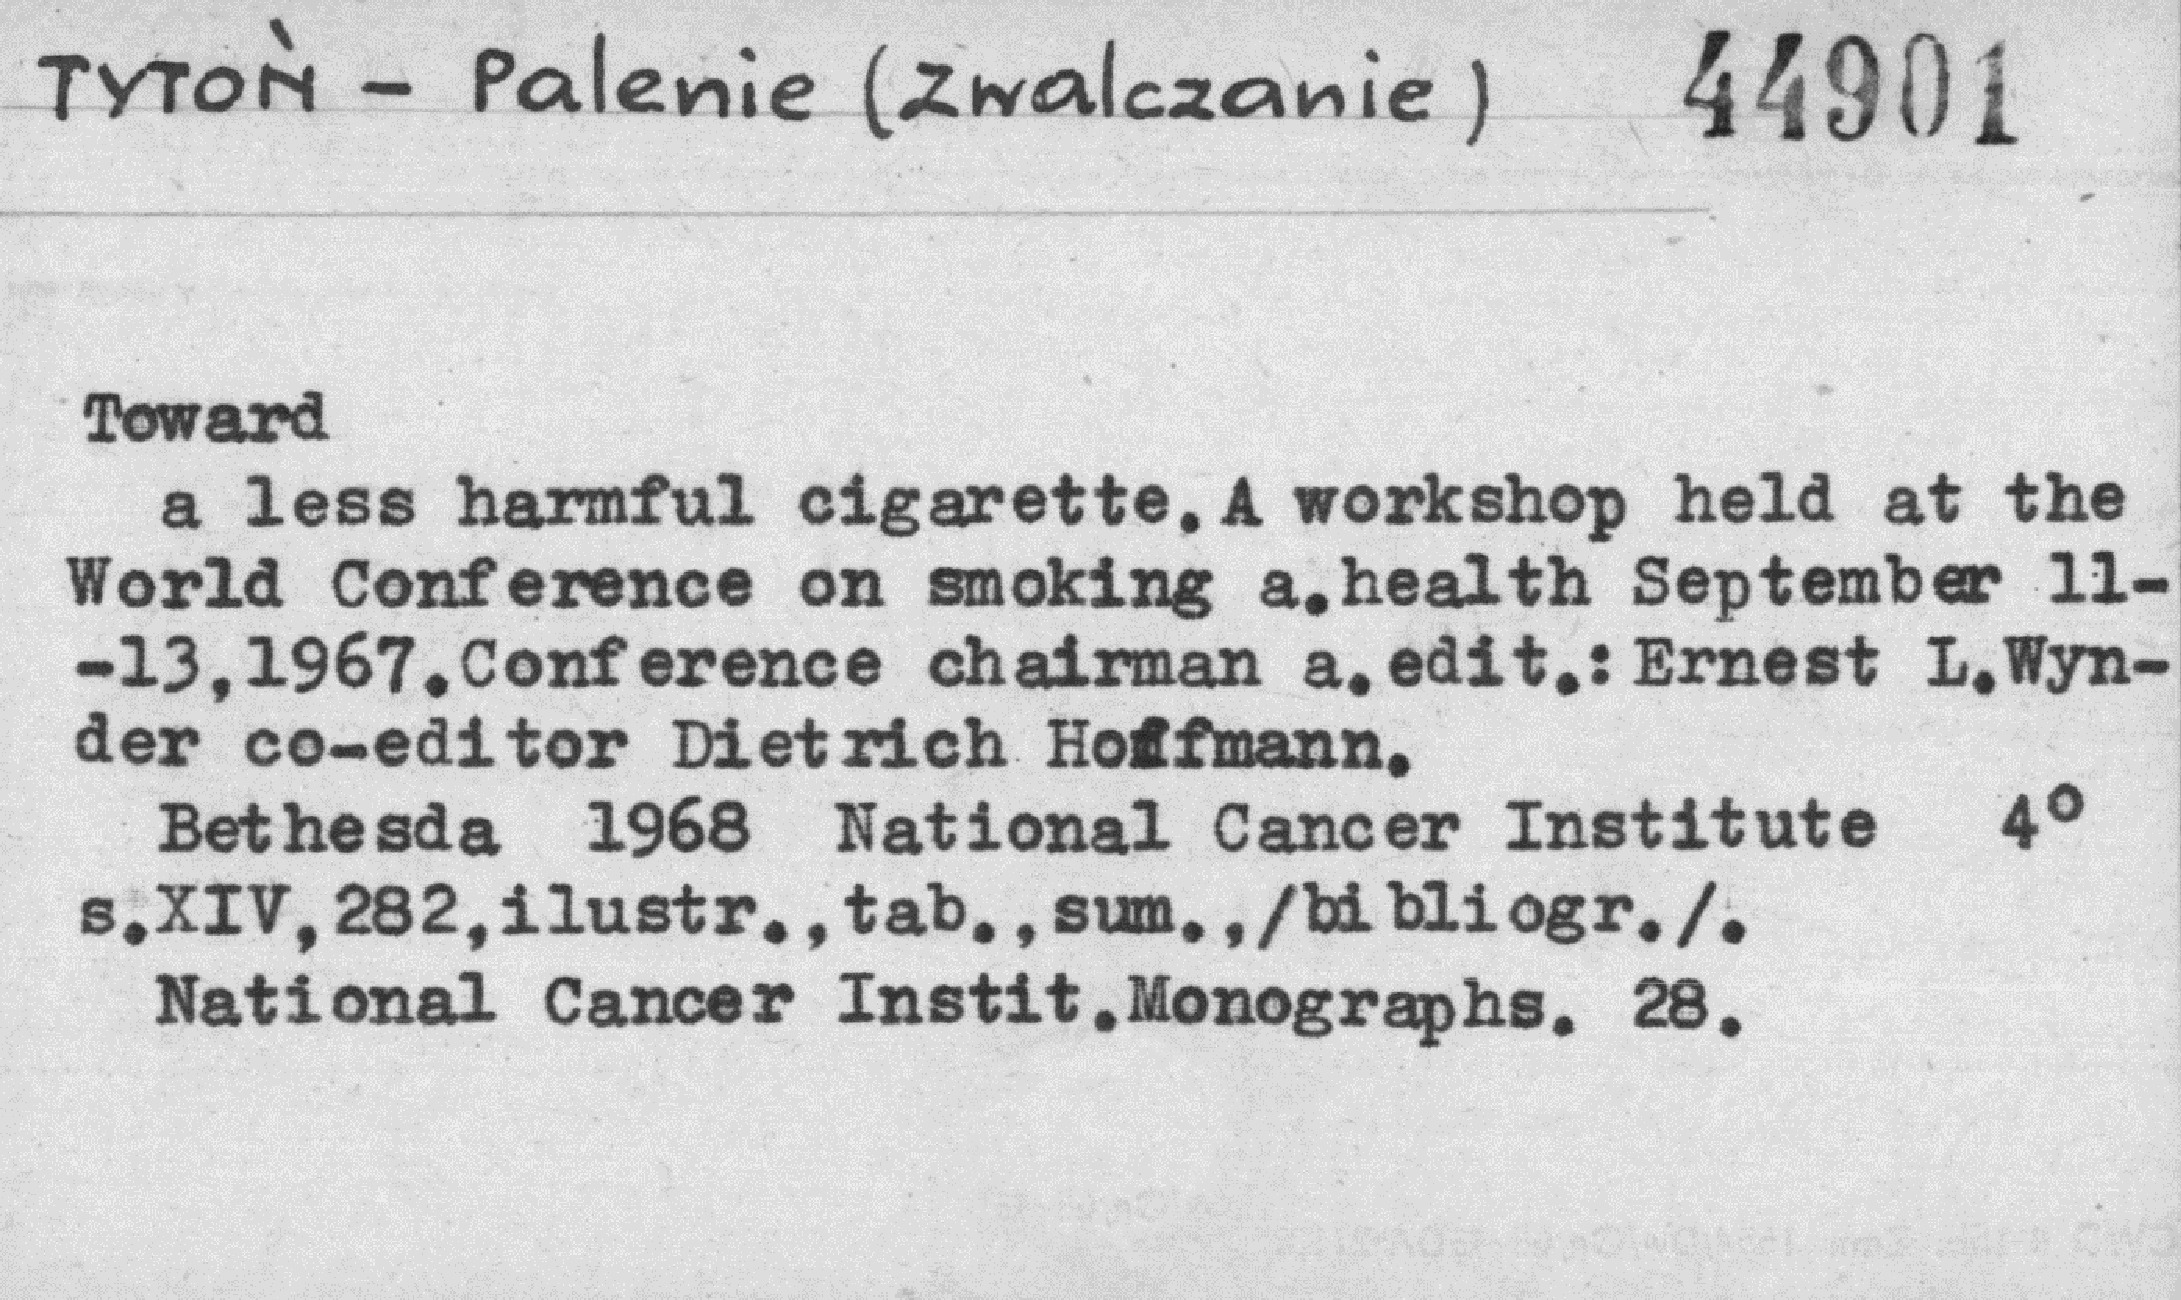 TYTOŃ - Palenie (zwalczanie) 44901
Toward
a less harmful cigarette.A workshop held at the
World Conference on smoking a.health September 11-
-13,1967.Conference chairman a.edit.:Ernest L.Wyn-
der co-editor Dietrich Hoffmann.
Bethesda 1968 National Cancer Institute 4°
s.XIV,282,ilustr.,tab.,sum.,/bibliogr./.
National Cancer Instit.Monographs. 28.